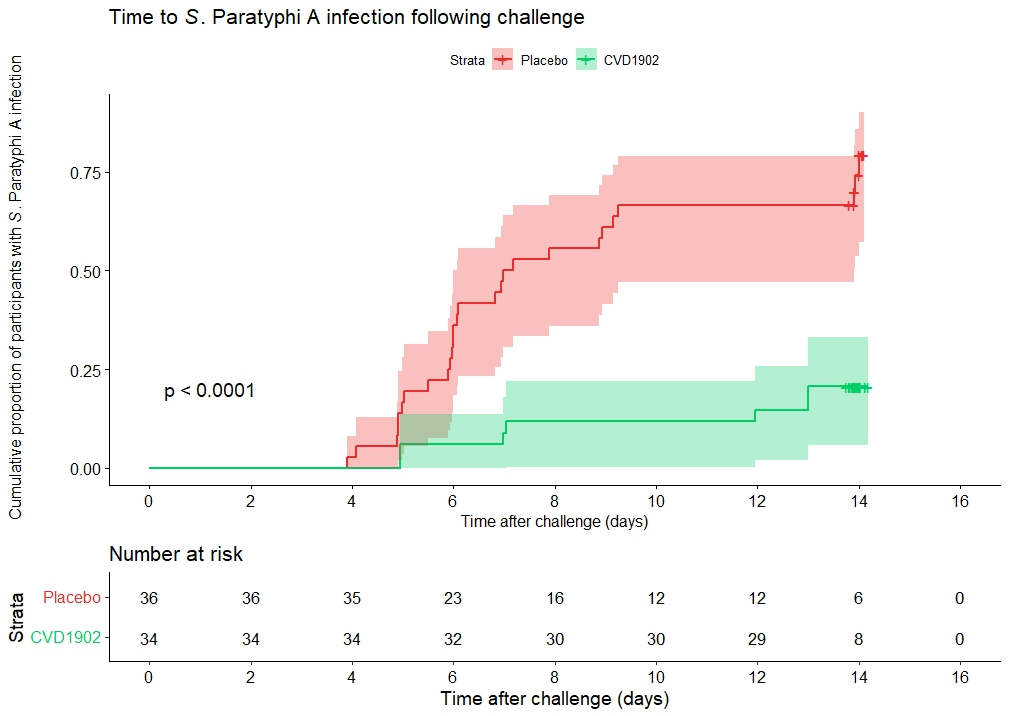 Time to S. Paratyphi A infection following challenge
Strata Placebo CVD1902
Cumulative proportion of participants with S. Paratyphi A infection
0.75
0.50
0.25
0.00
p < 0.0001
0 2 4 6 8 10 12 14 16
Time after challenge (days)
Number at risk
Strata
Placebo 36 36 35 23 16 12 12 6 0
CVD1902 34 34 34 32 30 30 29 8 0
0 2 4 6 8 10 12 14 16
Time after challenge (days)